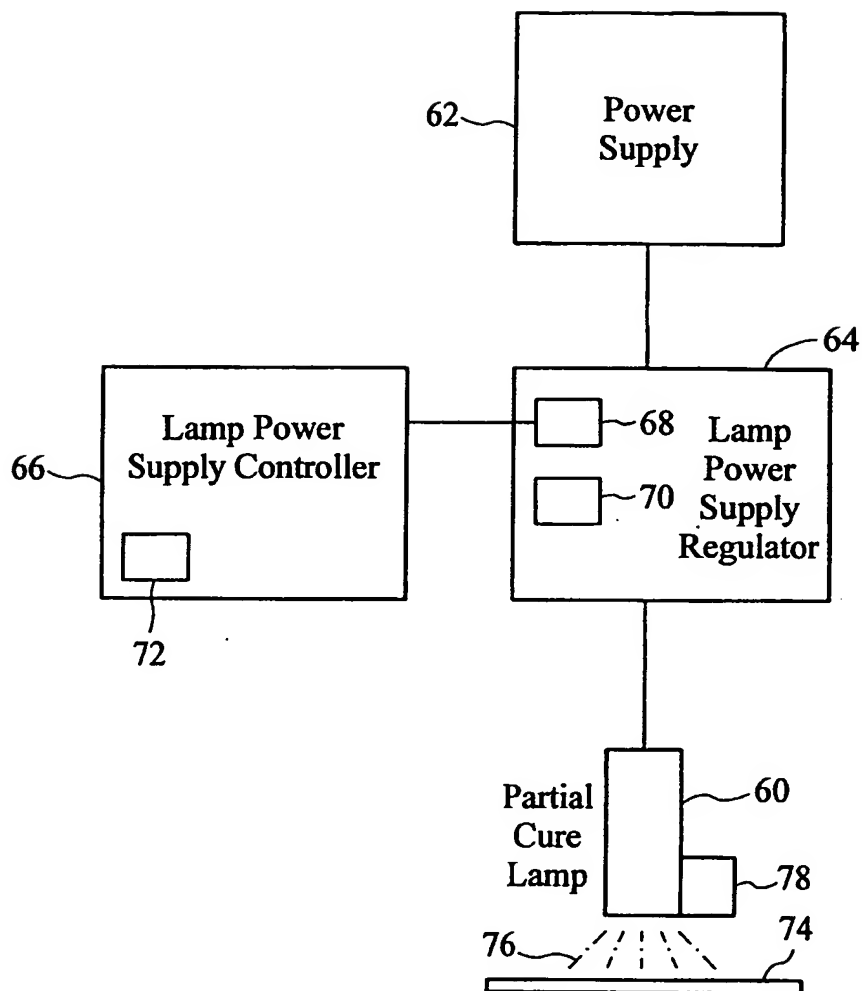 62
Power
Supply
64
66
Lamp Power
Supply Controller
72
68
70
Lamp
Power
Supply
Regulator
Partial
Cure
Lamp
60
78
76
74